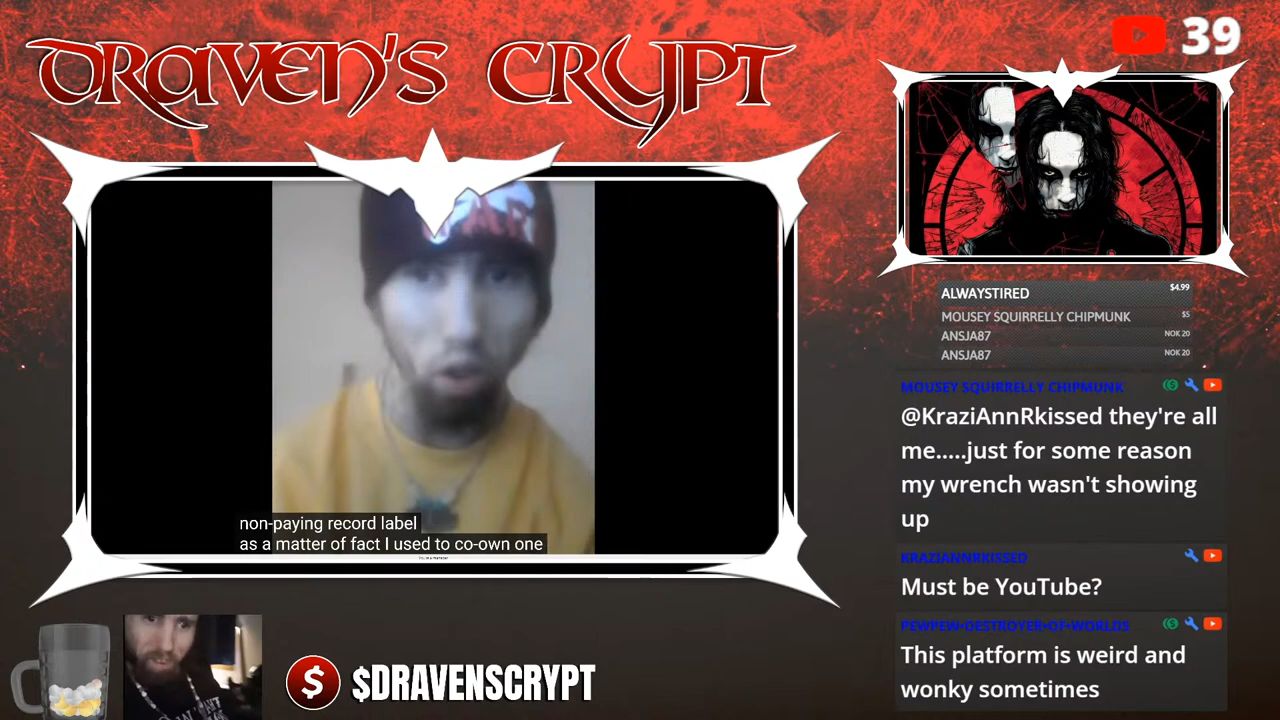 DRAVEN'S CRYPT
39
ALWAYSTIRED $4.99
MOUSEY SQUIRRELLY CHIPMUNK $5
ANSJA87 NOK 20
ANSJA87 NOK 20
MOUSEY SQUIRRELLY CHIPMUNK
@KraziAnnRkissed they're all
me.....just for some reason
my wrench wasn't showing
up
KRAZIANNRKISSED
Must be YouTube?
PEWPEW•DESTROYER•OF•WORLDS
This platform is weird and
wonky sometimes
non-paying record label
as a matter of fact I used to co-own one
$ $DRAVENSCRYPT